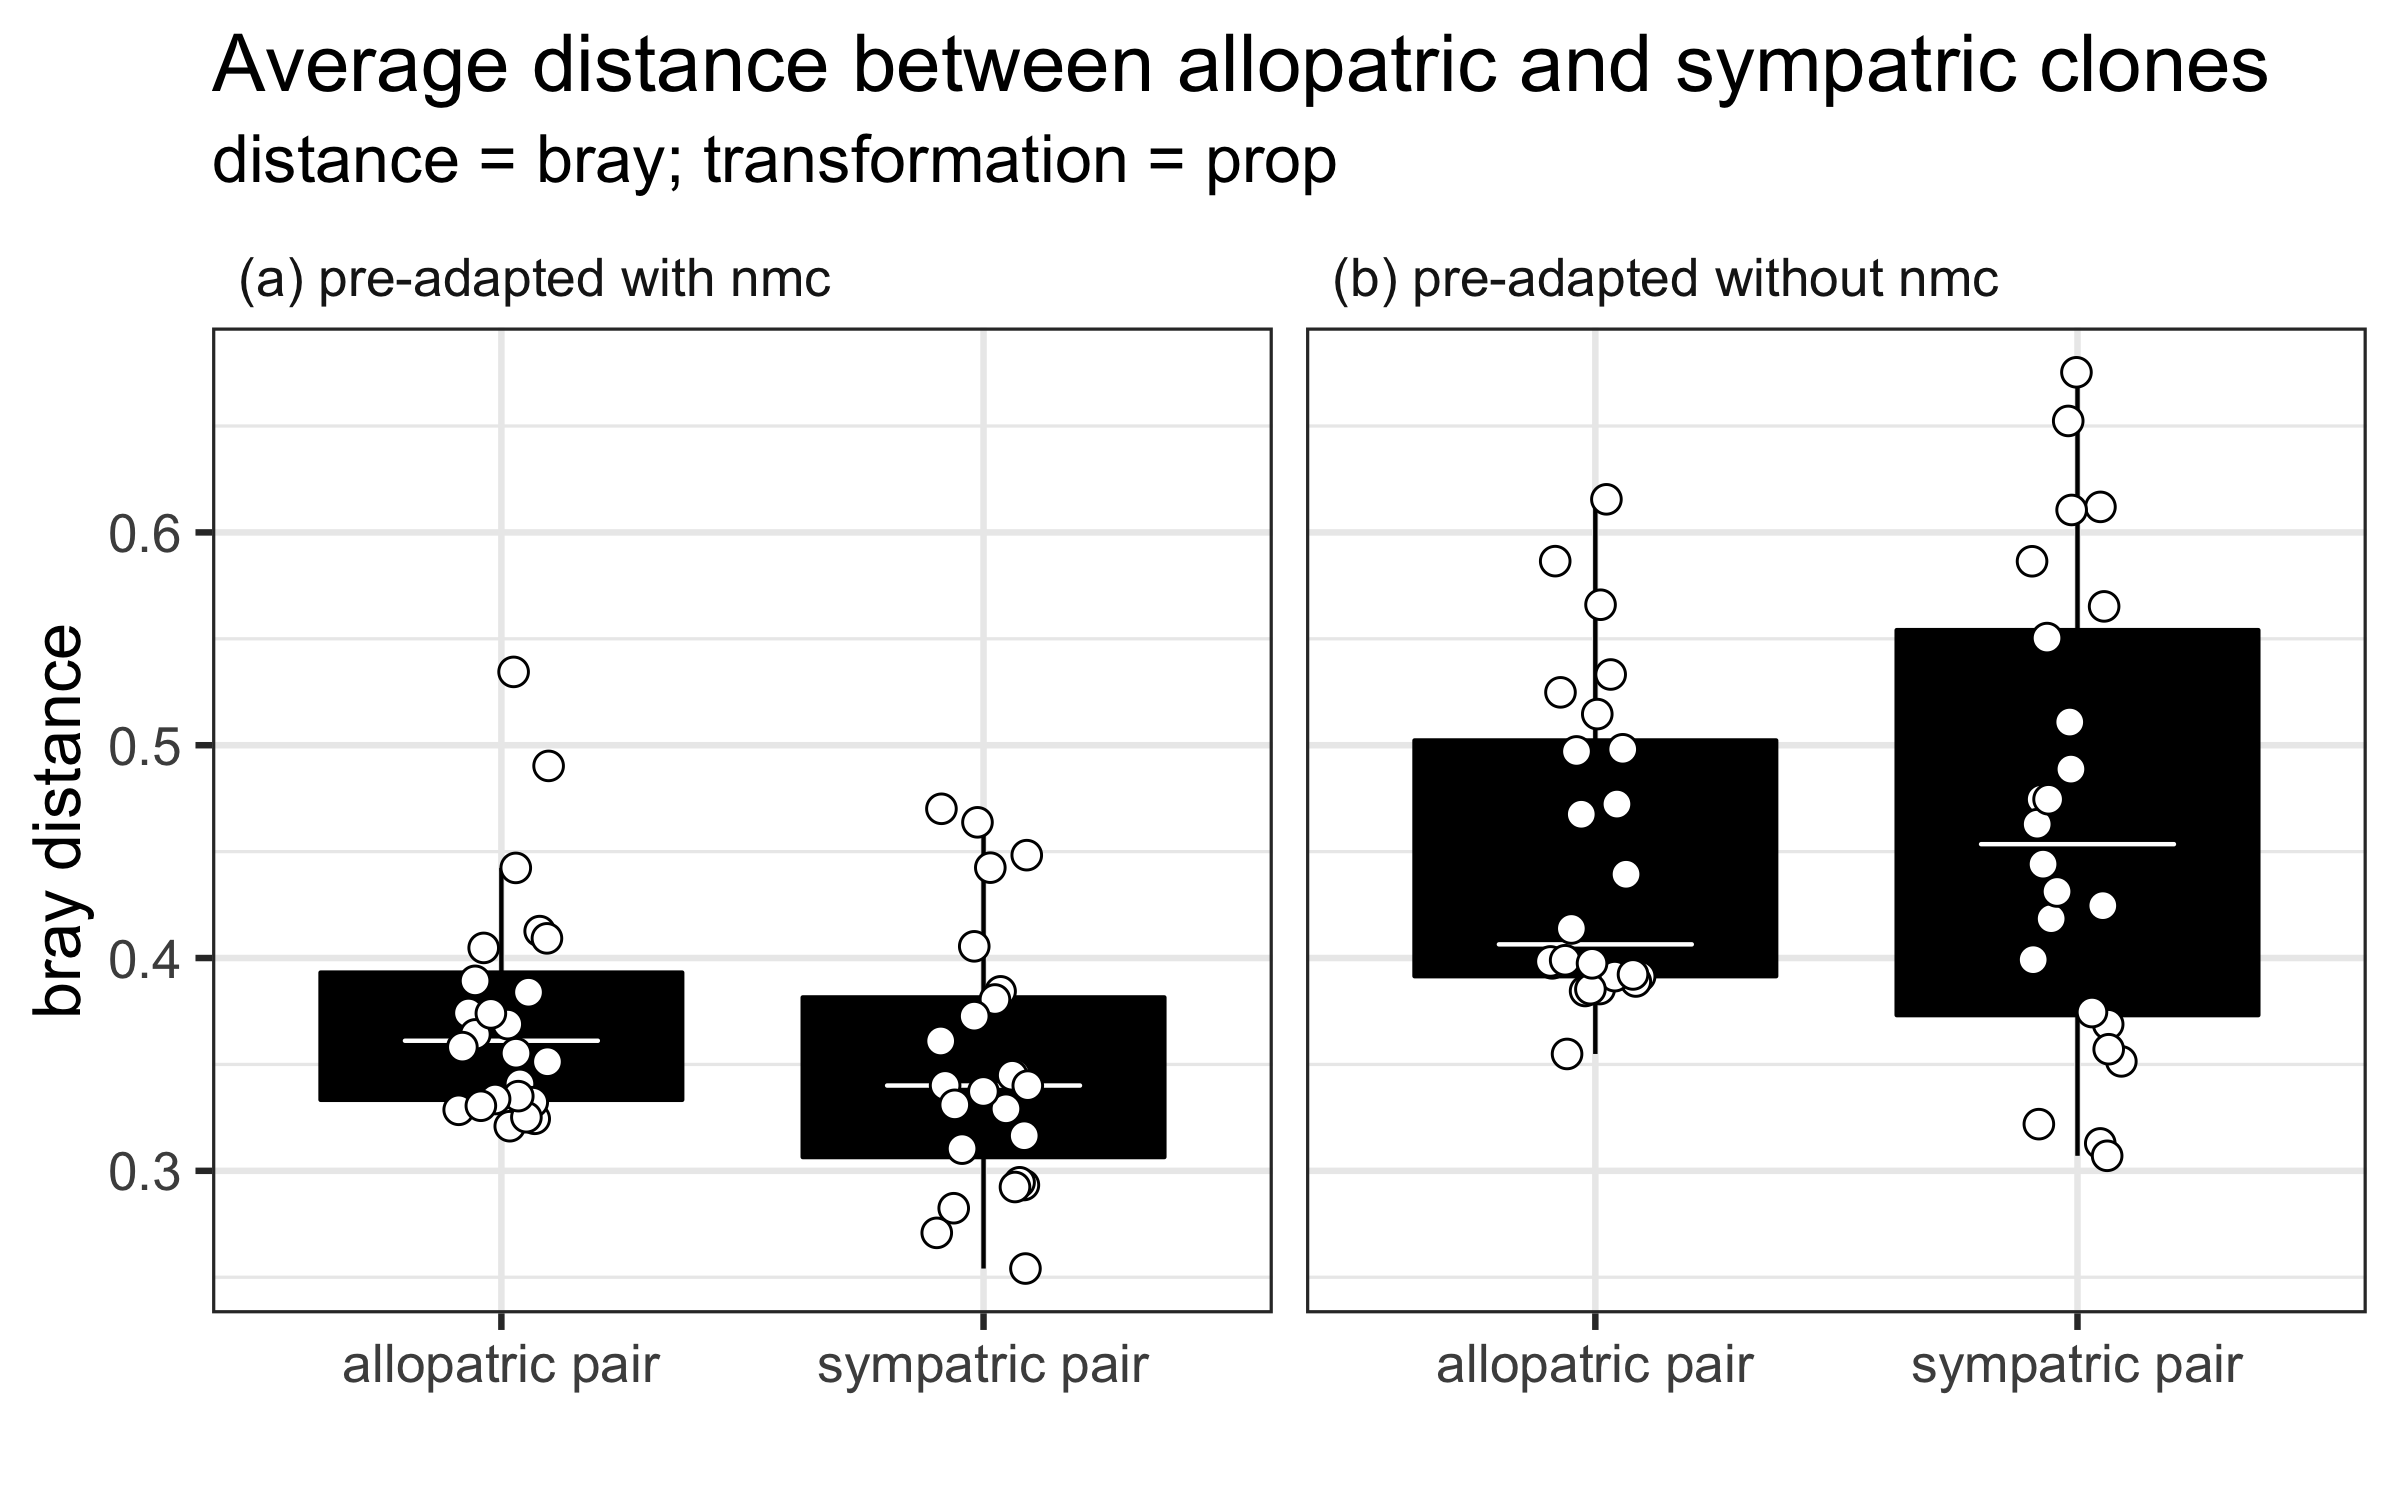 Average distance between allopatric and sympatric clones
distance = bray; transformation = prop
(a) pre-adapted with nmc
(b) pre-adapted without nmc
bray distance
0.6
0.5
0.4
0.3
allopatric pair
sympatric pair
allopatric pair
sympatric pair